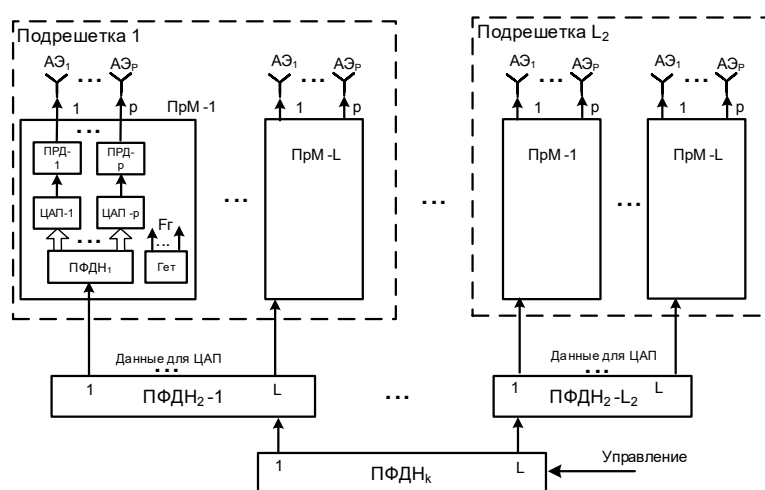 Подрешетка 1
Подрешетка L₂
АЭ₁ ... АЭₚ
АЭ₁ ... АЭₚ
АЭ₁ ... АЭₚ
АЭ₁ ... АЭₚ
1 ... р ПрМ -1
1 р
1 р
1 р
ПРД-1
ПРД-р
ПрМ -L
ПрМ -1
ПрМ -L
ЦАП-1
ЦАП -р
...
...
...
Fг
...
ПФДН₁
Гет
Данные для ЦАП
...
Данные для ЦАП
...
1 L
ПФДН₂-1
...
1 L
ПФДН₂-L₂
1 L
ПФДНₖ
Управление